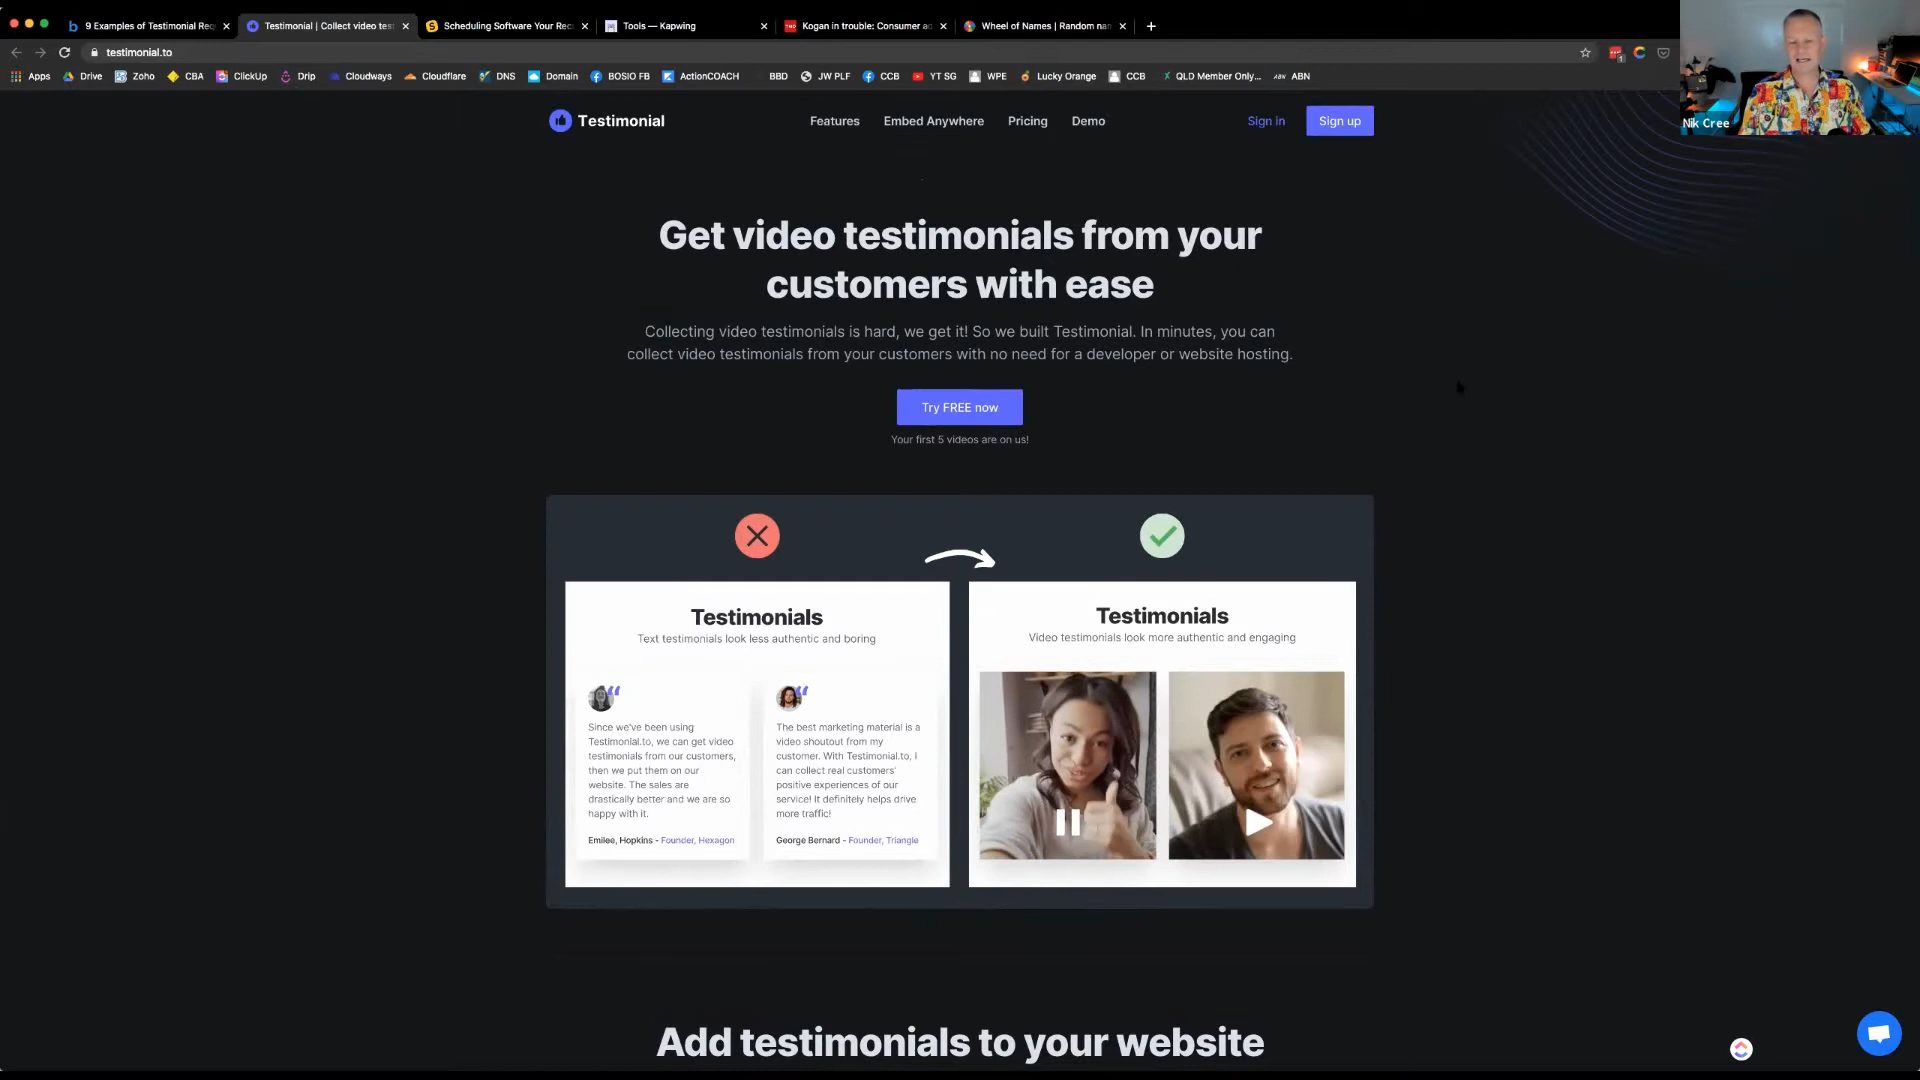 9 Examples of Testimonial Req
Testimonial | Collect video tes
Scheduling Software Your Rec
Tools — Kapwing
Kogan in trouble: Consumer ac
Wheel of Names | Random nam
testimonial.to
Apps
Drive
Zoho
CBA
ClickUp
Drip
Cloudways
Cloudflare
DNS
Domain
BOSIO FB
ActionCOACH
BBD
JW PLF
CCB
YT SG
WPE
Lucky Orange
CCB
QLD Member Only...
ABN
Nik Cree
Testimonial
Features
Embed Anywhere
Pricing
Demo
Sign in
Sign up
Get video testimonials from your
customers with ease
Collecting video testimonials is hard, we get it! So we built Testimonial. In minutes, you can
collect video testimonials from your customers with no need for a developer or website hosting.
Try FREE now
Your first 5 videos are on us!
Testimonials
Text testimonials look less authentic and boring
Since we've been using
Testimonial.to, we can get video
testimonials from our customers,
then we put them on our
website. The sales are
drastically better and we are so
happy with it.
Emilee, Hopkins - Founder, Hexagon
The best marketing material is a
video shoutout from my
customer. With Testimonial.to, I
can collect real customers'
positive experiences of our
service! It definitely helps drive
more traffic!
George Bernard - Founder, Triangle
Testimonials
Video testimonials look more authentic and engaging
Add testimonials to your website